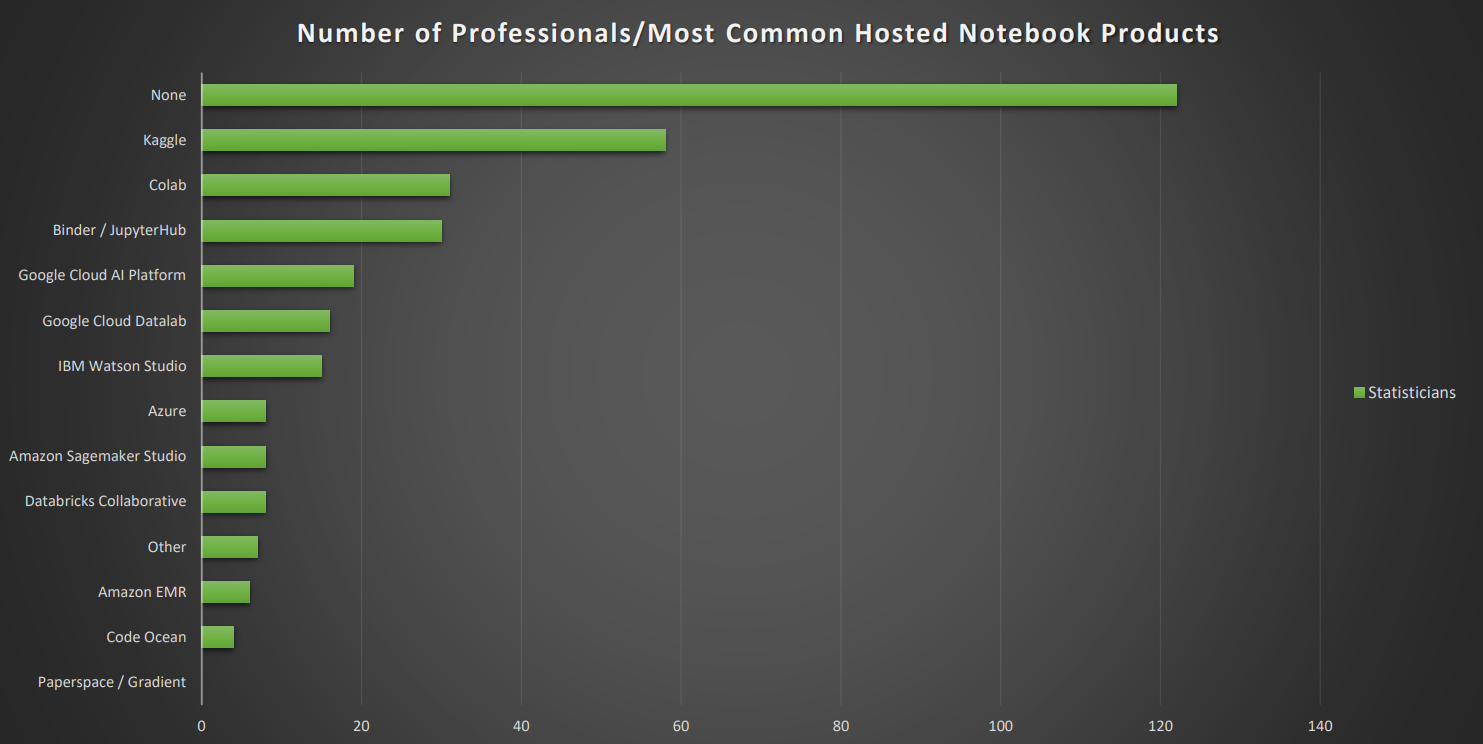 Number of Professionals/Most Common Hosted Notebook Products
None
Kaggle
Colab
Binder / JupyterHub
Google Cloud AI Platform
Google Cloud Datalab
IBM Watson Studio
Azure
Amazon Sagemaker Studio
Databricks Collaborative
Other
Amazon EMR
Code Ocean
Paperspace / Gradient
0 20 40 60 80 100 120 140
Statisticians